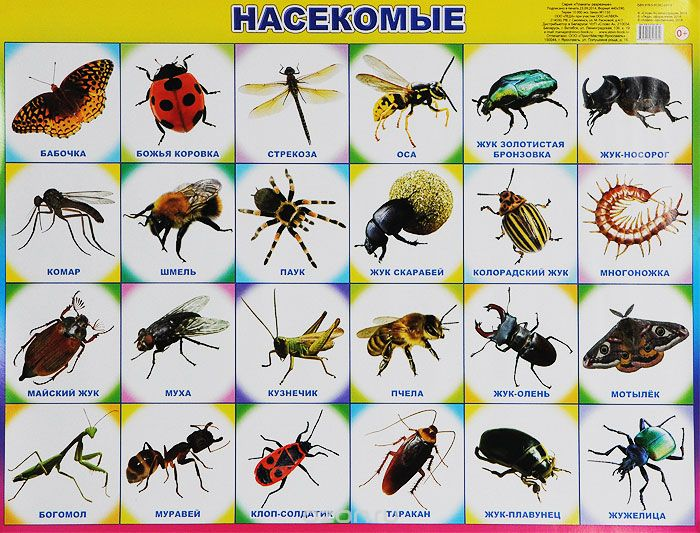 НАСЕКОМЫЕ
0+
БАБОЧКА
БОЖЬЯ КОРОВКА
СТРЕКОЗА
ОСА
ЖУК ЗОЛОТИСТАЯ
БРОНЗОВКА
ЖУК-НОСОРОГ
КОМАР
ШМЕЛЬ
ПАУК
ЖУК СКАРАБЕЙ
КОЛОРАДСКИЙ ЖУК
МНОГОНОЖКА
МАЙСКИЙ ЖУК
МУХА
КУЗНЕЧИК
ПЧЕЛА
ЖУК-ОЛЕНЬ
МОТЫЛЁК
БОГОМОЛ
МУРАВЕЙ
КЛОП-СОЛДАТИК
ТАРАКАН
ЖУК-ПЛАВУНЕЦ
ЖУЖЕЛИЦА